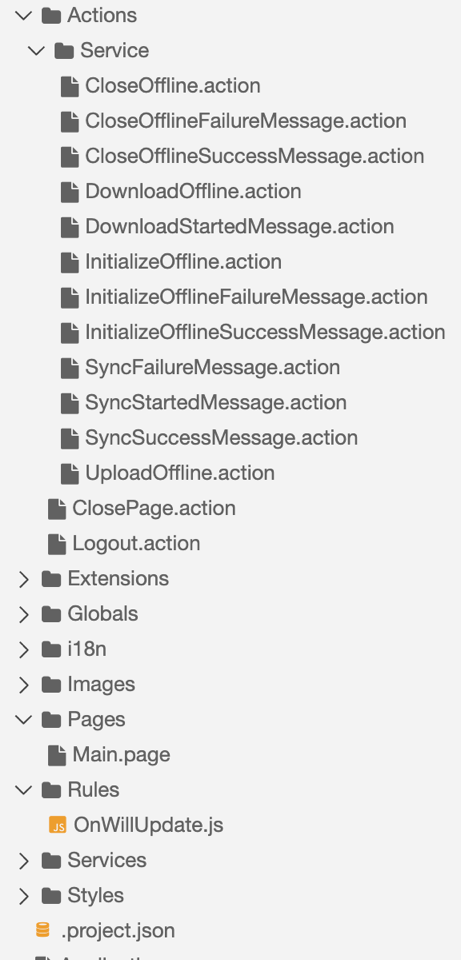 Actions
Service
CloseOffline.action
CloseOfflineFailureMessage.action
CloseOfflineSuccessMessage.action
DownloadOffline.action
DownloadStartedMessage.action
InitializeOffline.action
InitializeOfflineFailureMessage.action
InitializeOfflineSuccessMessage.action
SyncFailureMessage.action
SyncStartedMessage.action
SyncSuccessMessage.action
UploadOffline.action
ClosePage.action
Logout.action
Extensions
Globals
i18n
Images
Pages
Main.page
Rules
JS OnWillUpdate.js
Services
Styles
.project.json